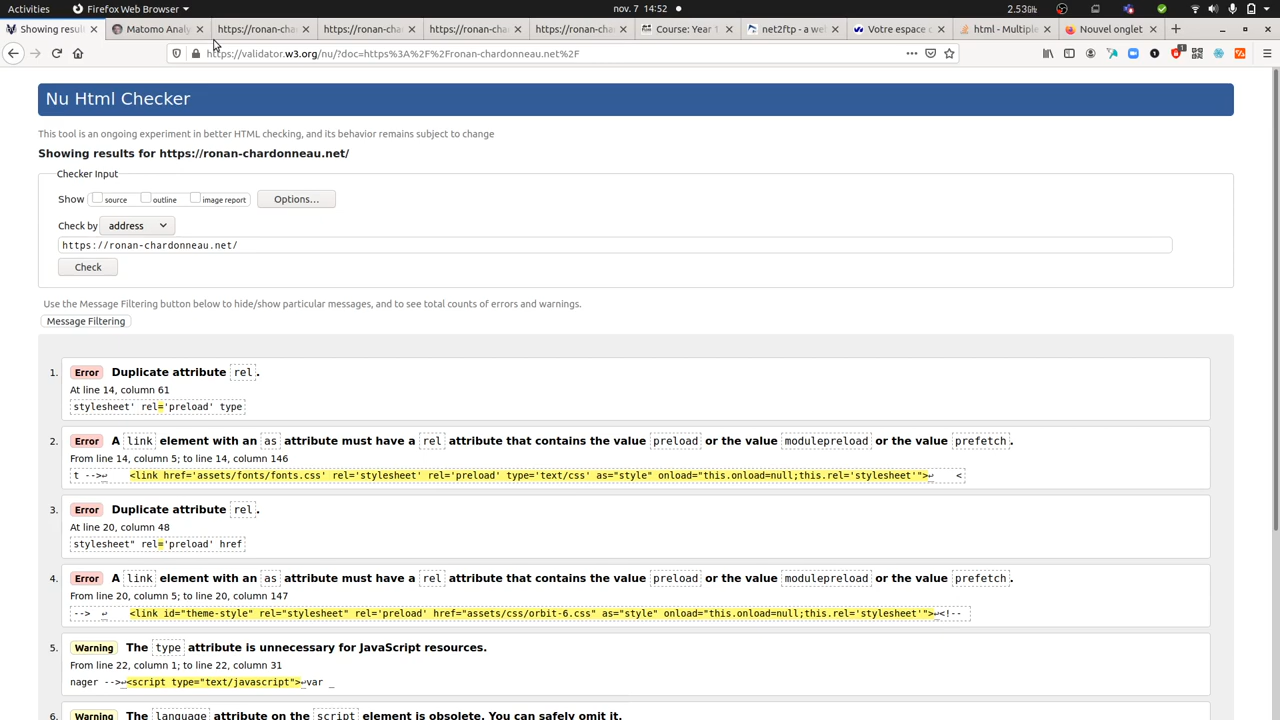 Activities
Firefox Web Browser
nov. 7 14:52
2.53 GHz
en
Showing results
Matomo Analy
https://ronan-cha
https://ronan-chard
https://ronan-chard
https://ronan-chard
Course: Year 1
net2ftp - a web
Votre espace c
html - Multiple
Nouvel onglet
https://validator.w3.org/nu/?doc=https%3A%2F%2Fronan-chardonneau.net%2F
Nu Html Checker
This tool is an ongoing experiment in better HTML checking, and its behavior remains subject to change
Showing results for https://ronan-chardonneau.net/
Checker Input
Show source outline image report Options…
Check by address
https://ronan-chardonneau.net/
Check
Use the Message Filtering button below to hide/show particular messages, and to see total counts of errors and warnings.
Message Filtering
1. Error Duplicate attribute rel.
At line 14, column 61
stylesheet' rel='preload' type
2. Error A link element with an as attribute must have a rel attribute that contains the value preload or the value modulepreload or the value prefetch.
From line 14, column 5; to line 14, column 146
t -->↩ <link href='assets/fonts/fonts.css' rel='stylesheet' rel='preload' type='text/css' as="style" onload="this.onload=null;this.rel='stylesheet'">↩ <
3. Error Duplicate attribute rel.
At line 20, column 48
stylesheet" rel='preload' href
4. Error A link element with an as attribute must have a rel attribute that contains the value preload or the value modulepreload or the value prefetch.
From line 20, column 5; to line 20, column 147
--> ↩ <link id="theme-style" rel="stylesheet" rel='preload' href="assets/css/orbit-6.css" as="style" onload="this.onload=null;this.rel='stylesheet'">↩<!--
5. Warning The type attribute is unnecessary for JavaScript resources.
From line 22, column 1; to line 22, column 31
nager -->↩<script type="text/javascript">↩var _
6. Warning The language attribute on the script element is obsolete. You can safely omit it.